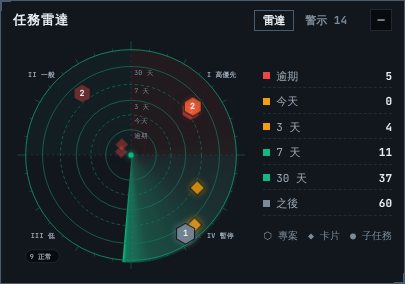 任務雷達
雷達 警示 14 −
II 一般
I 高優先
III 低
IV 暫停
30 天
7 天
3 天
今天
逾期
2
2
1
9 正常
逾期 5
今天 0
3 天 4
7 天 11
30 天 37
之後 60
專案 卡片 子任務